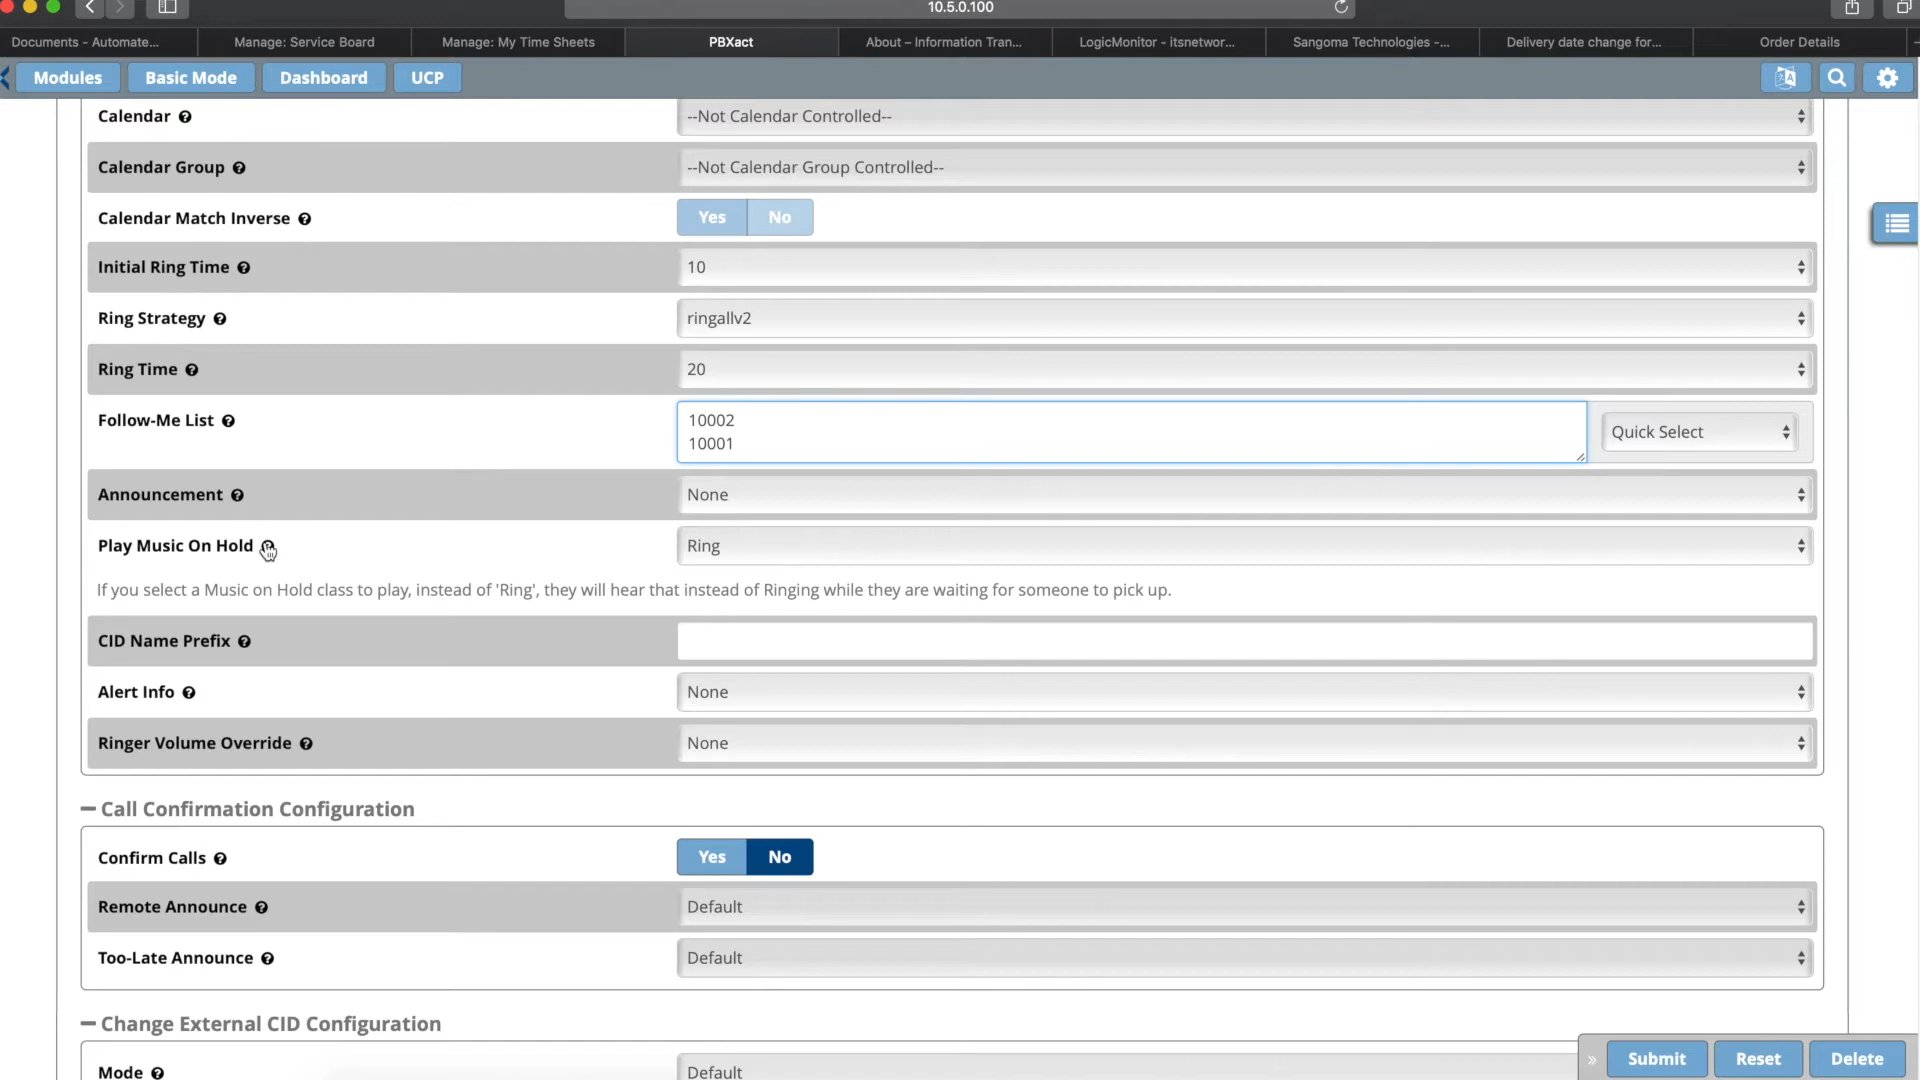 10.5.0.100
Documents - Automate...
Manage: Service Board
Manage: My Time Sheets
PBXact
About – Information Tran...
LogicMonitor - itsnetwor...
Sangoma Technologies -...
Delivery date change for...
Order Details
Modules
Basic Mode
Dashboard
UCP
Calendar
--Not Calendar Controlled--
Calendar Group
--Not Calendar Group Controlled--
Calendar Match Inverse
Yes No
Initial Ring Time
10
Ring Strategy
ringallv2
Ring Time
20
Follow-Me List
10002
10001
Quick Select
Announcement
None
Play Music On Hold
Ring
If you select a Music on Hold class to play, instead of 'Ring', they will hear that instead of Ringing while they are waiting for someone to pick up.
CID Name Prefix
Alert Info
None
Ringer Volume Override
None
Call Confirmation Configuration
Confirm Calls
Yes No
Remote Announce
Default
Too-Late Announce
Default
Change External CID Configuration
Mode
Default
» Submit Reset Delete